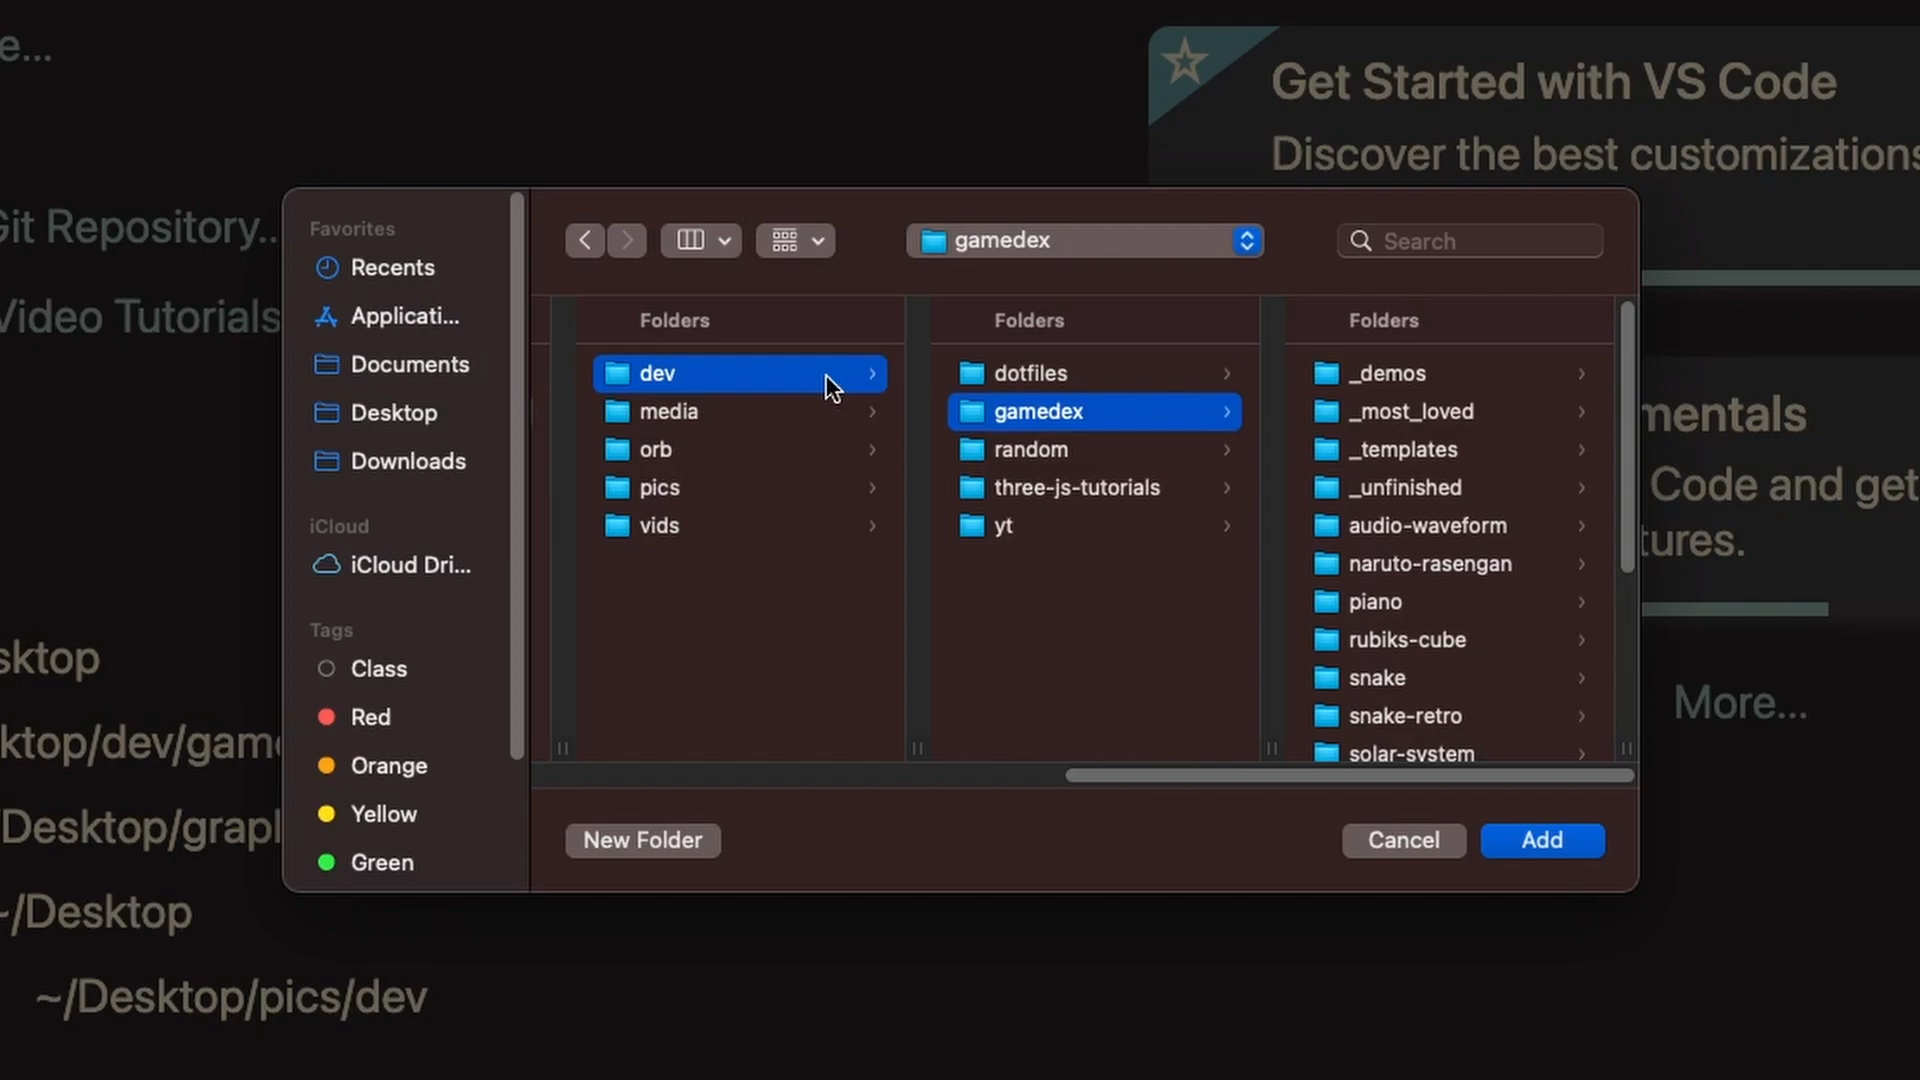 e...
Get Started with VS Code
Discover the best customizations
Git Repository...
Video Tutorials
Favorites
Recents
Applicati...
Documents
Desktop
Downloads
iCloud
iCloud Dri...
Tags
Class
Red
Orange
Yellow
Green
gamedex
Search
Folders
dev
media
orb
pics
vids
Folders
dotfiles
gamedex
random
three-js-tutorials
yt
Folders
_demos
_most_loved
_templates
_unfinished
audio-waveform
naruto-rasengan
piano
rubiks-cube
snake
snake-retro
solar-system
New Folder
Cancel
Add
mentals
Code and get
tures.
More...
sktop
ktop/dev/game
/Desktop/grap
~/Desktop
~/Desktop/pics/dev